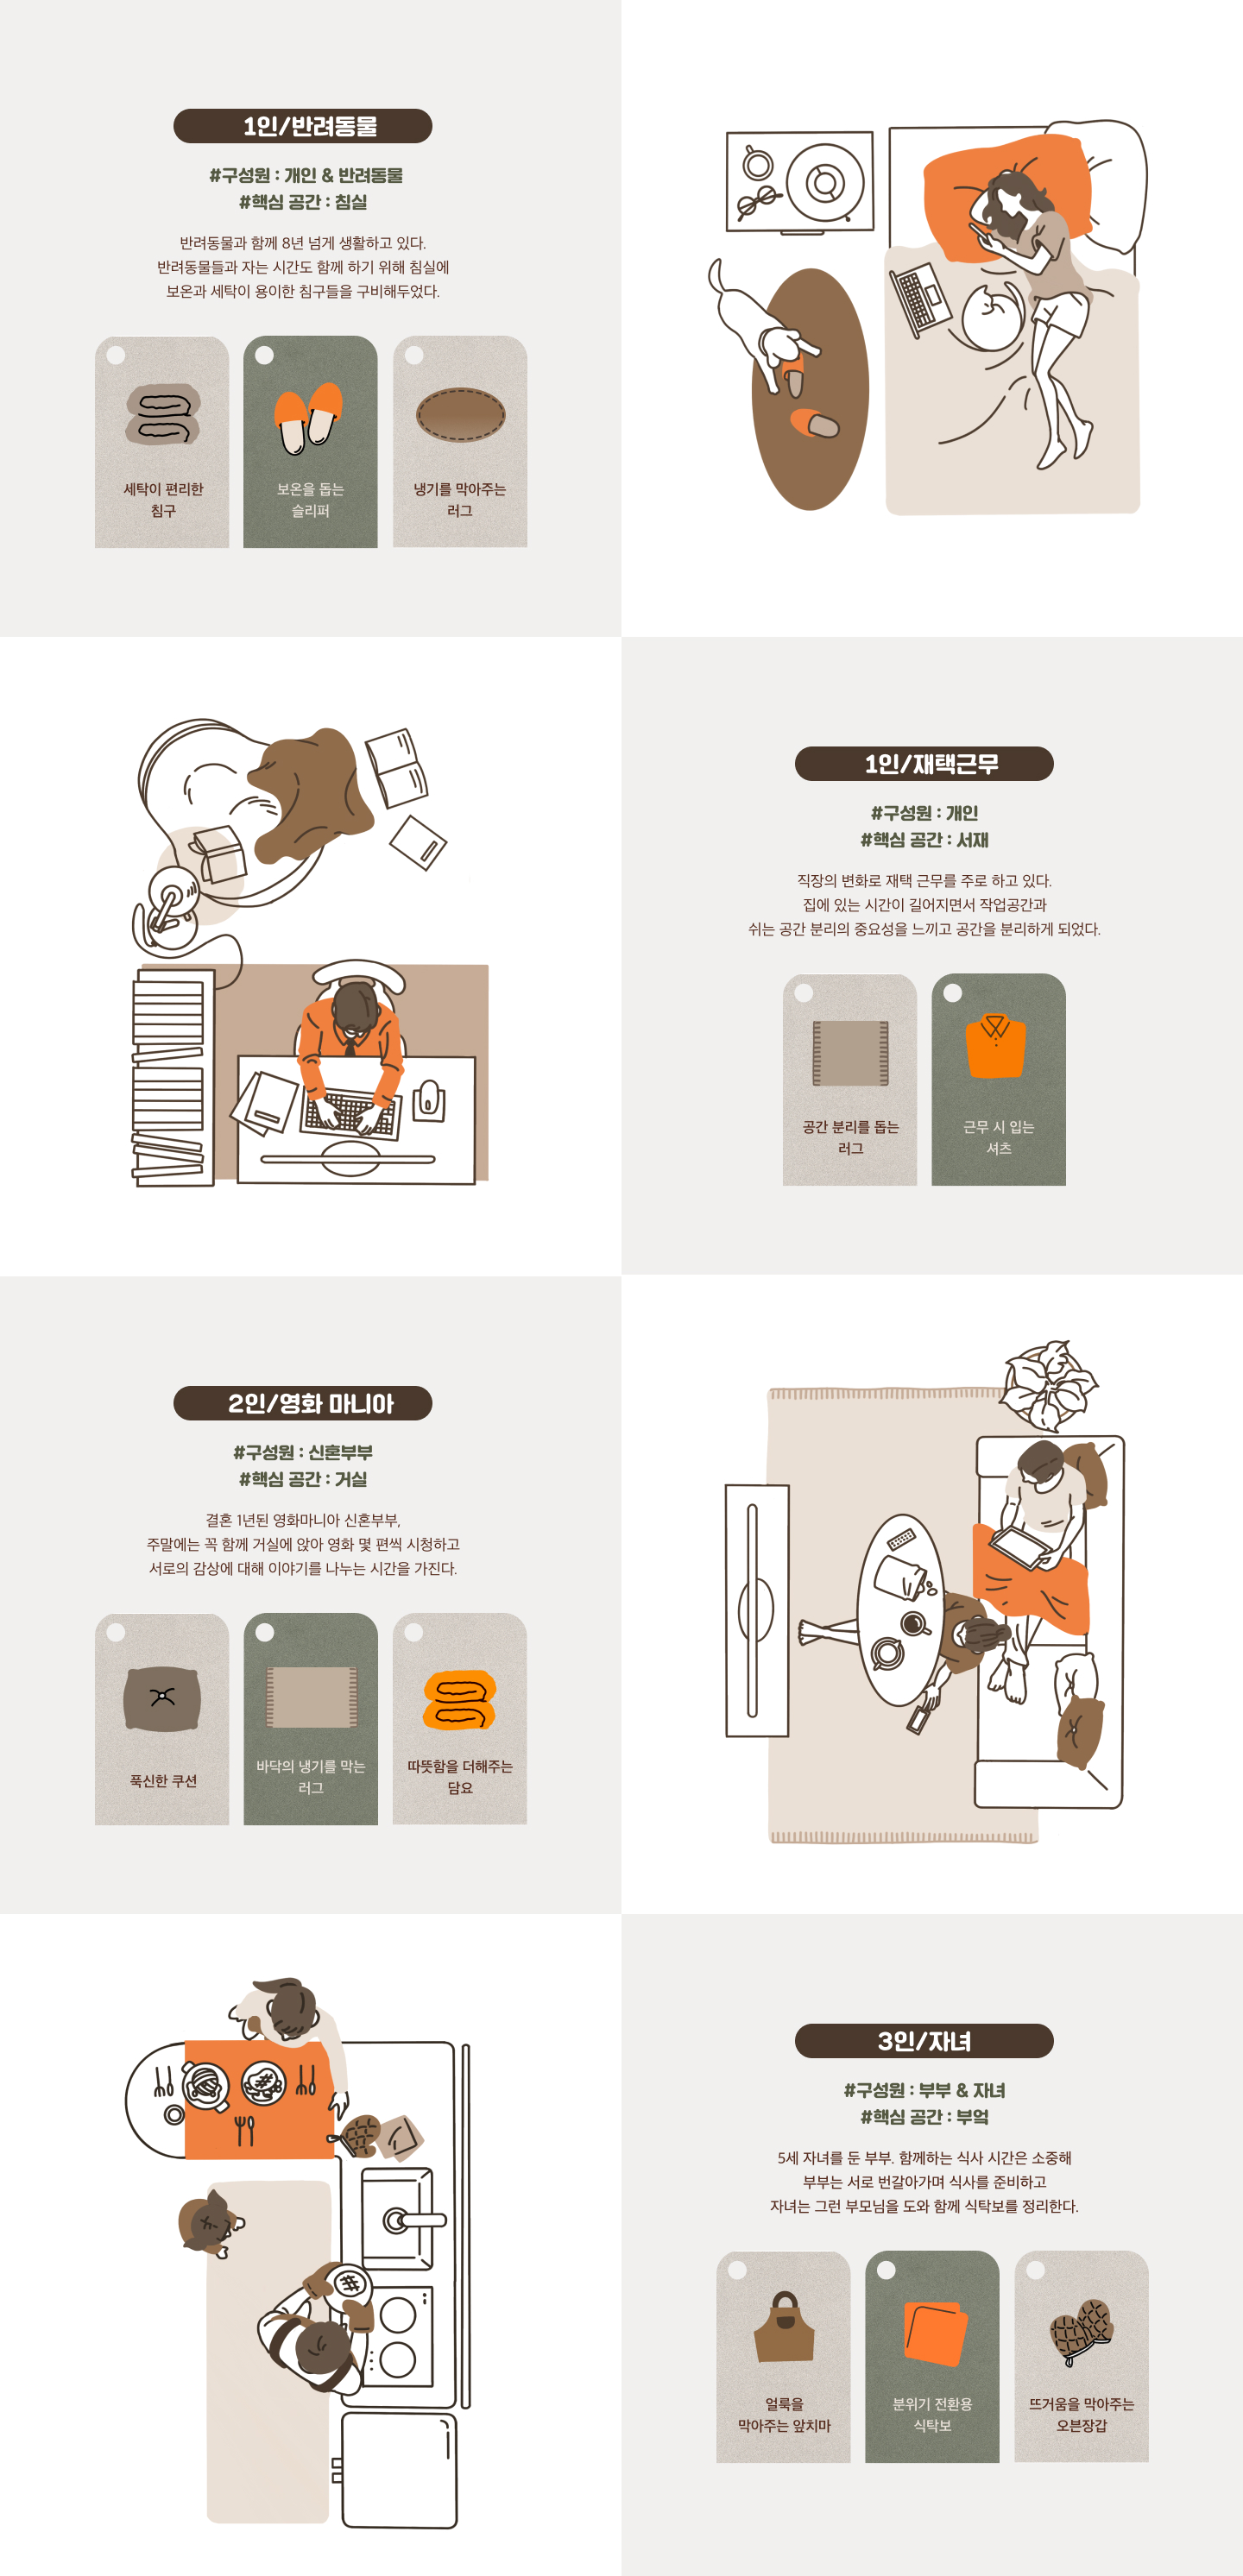 1인/반려동물
#구성원 : 개인 & 반려동물
#핵심 공간 : 침실
반려동물과 함께 8년 넘게 생활하고 있다.
반려동물들과 자는 시간도 함께 하기 위해 침실에
보온과 세탁이 용이한 침구들을 구비해두었다.
세탁이 편리한
침구
보온을 돕는
슬리퍼
냉기를 막아주는
러그
1인/재택근무
#구성원 : 개인
#핵심 공간 : 서재
직장의 변화로 재택 근무를 주로 하고 있다.
집에 있는 시간이 길어지면서 작업공간과
쉬는 공간 분리의 중요성을 느끼고 공간을 분리하게 되었다.
공간 분리를 돕는
러그
근무 시 입는
셔츠
2인/영화 마니아
#구성원 : 신혼부부
#핵심 공간 : 거실
결혼 1년된 영화마니아 신혼부부,
주말에는 꼭 함께 거실에 앉아 영화 몇 편씩 시청하고
서로의 감상에 대해 이야기를 나누는 시간을 가진다.
푹신한 쿠션
바닥의 냉기를 막는
러그
따뜻함을 더해주는
담요
3인/자녀
#구성원 : 부부 & 자녀
#핵심 공간 : 부엌
5세 자녀를 둔 부부. 함께하는 식사 시간은 소중해
부부는 서로 번갈아가며 식사를 준비하고
자녀는 그런 부모님을 도와 함께 식탁보를 정리한다.
얼룩을
막아주는 앞치마
분위기 전환용
식탁보
뜨거움을 막아주는
오븐장갑